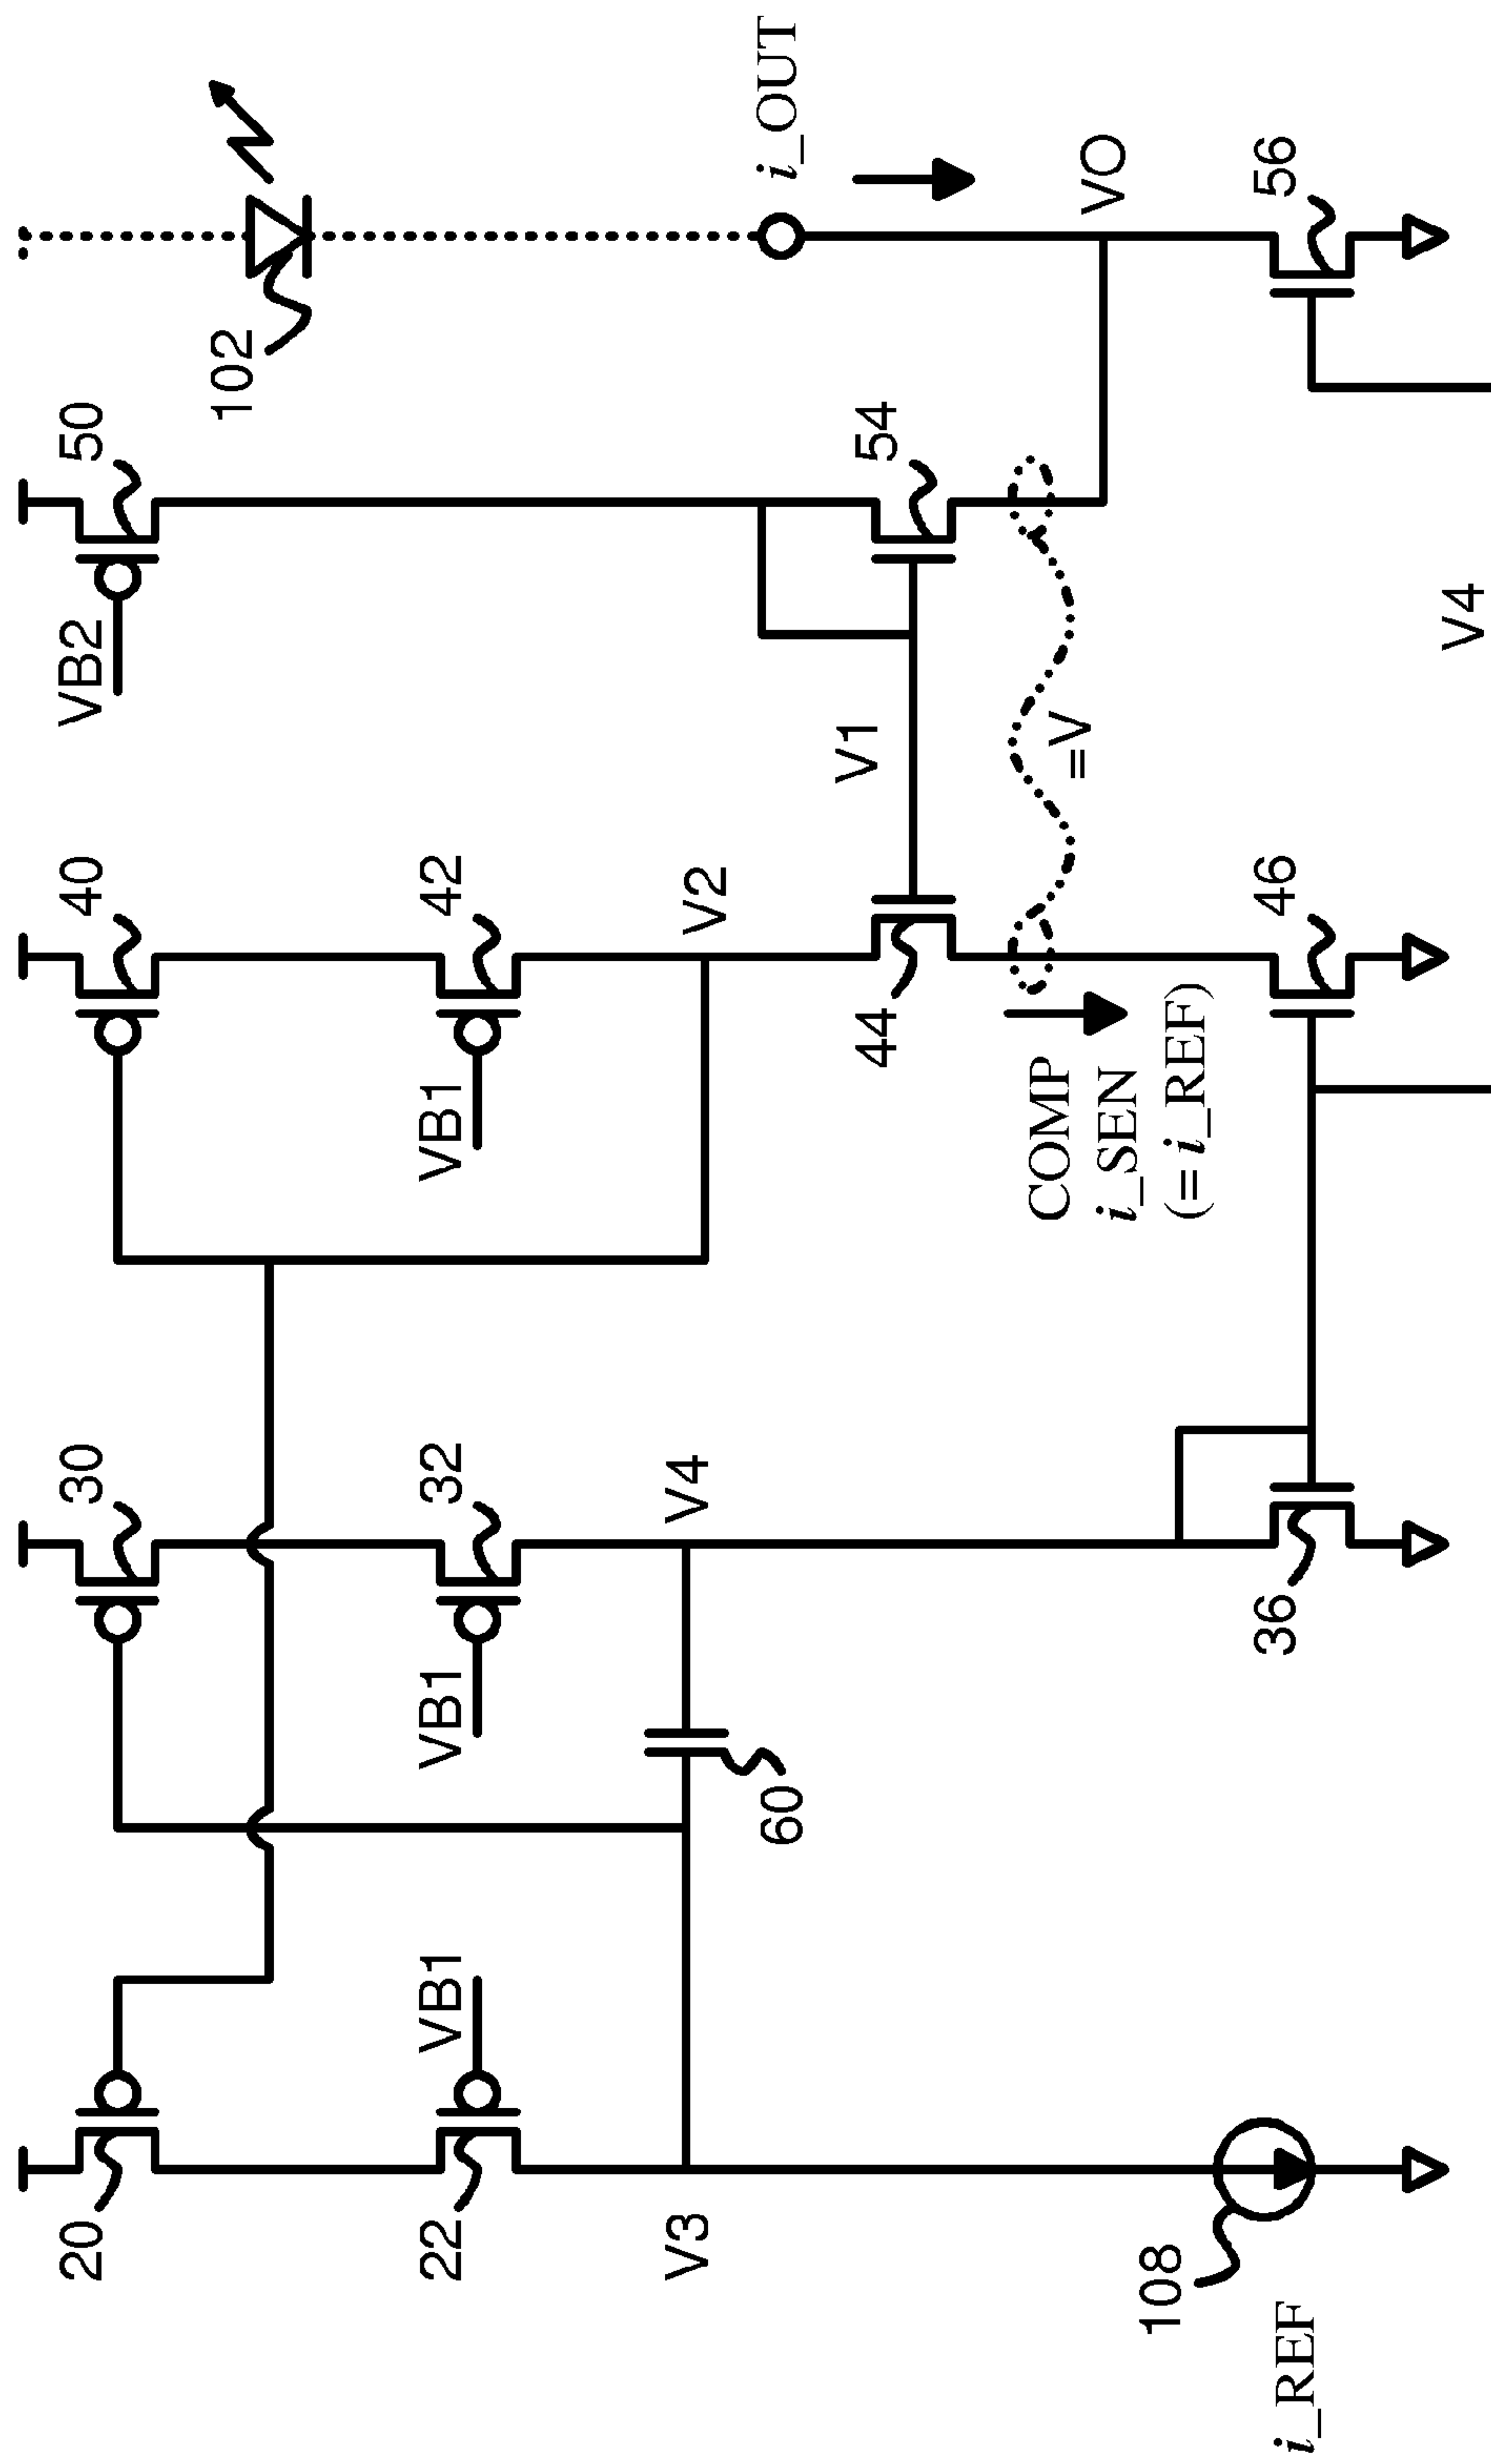 20
30
40
50
VB2
102
i_OUT
22
VB1
VB1
32
VB1
42
V3
V4
V2
60
V1
44
54
=V
VO
COMP
i_SEN
(= i_REF)
108
i_REF
36
46
56
V4